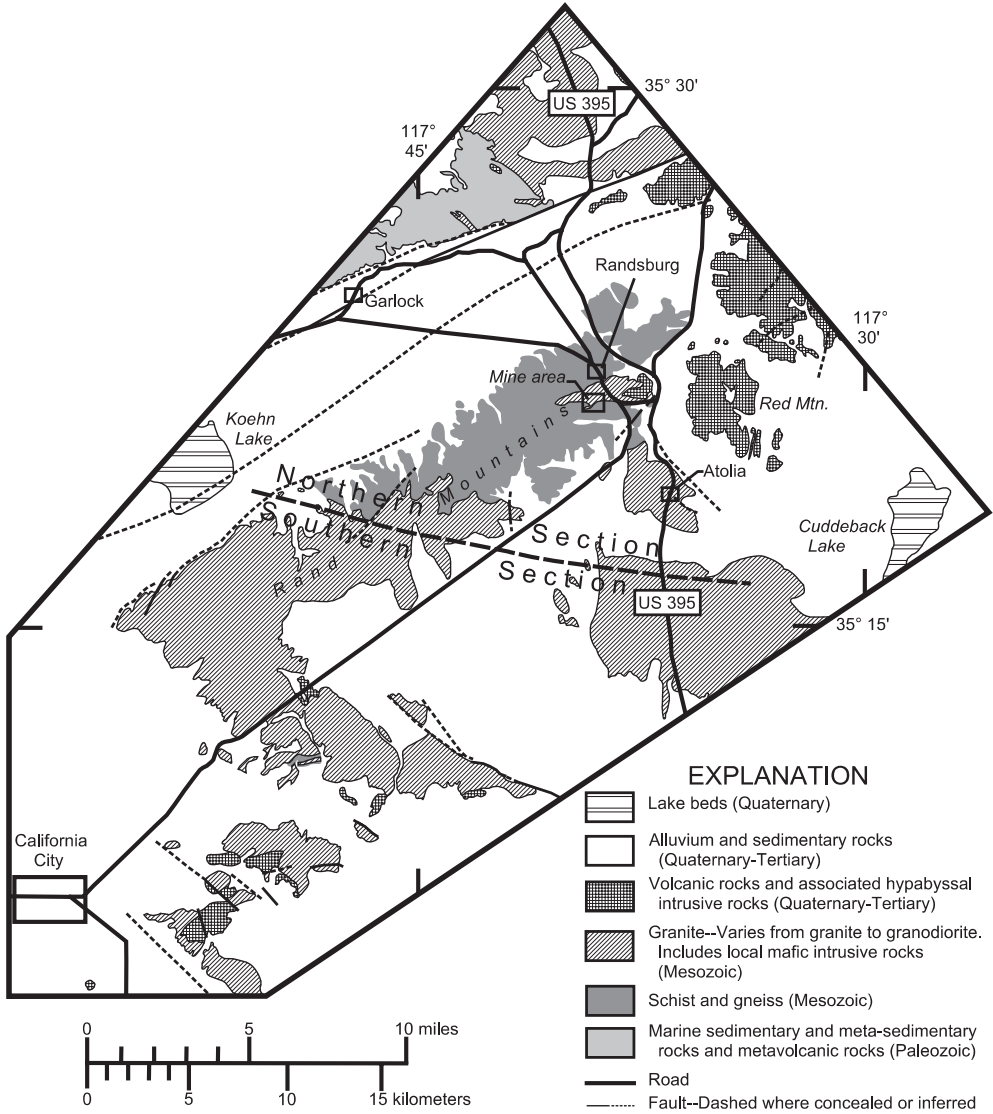 US 395
35° 30'
117°
45'
Randsburg
Garlock
117°
30'
Mine area
Red Mtn.
Koehn
Lake
Mountains
Atolia
Northern
Southern
Section
Section
Cuddeback
Lake
Rand
US 395
35° 15'
California
City
EXPLANATION
Lake beds (Quaternary)
Alluvium and sedimentary rocks
(Quaternary-Tertiary)
Volcanic rocks and associated hypabyssal
intrusive rocks (Quaternary-Tertiary)
Granite--Varies from granite to granodiorite.
Includes local mafic intrusive rocks
(Mesozoic)
Schist and gneiss (Mesozoic)
Marine sedimentary and meta-sedimentary
rocks and metavolcanic rocks (Paleozoic)
Road
Fault--Dashed where concealed or inferred
0 5 10 miles
0 5 10 15 kilometers